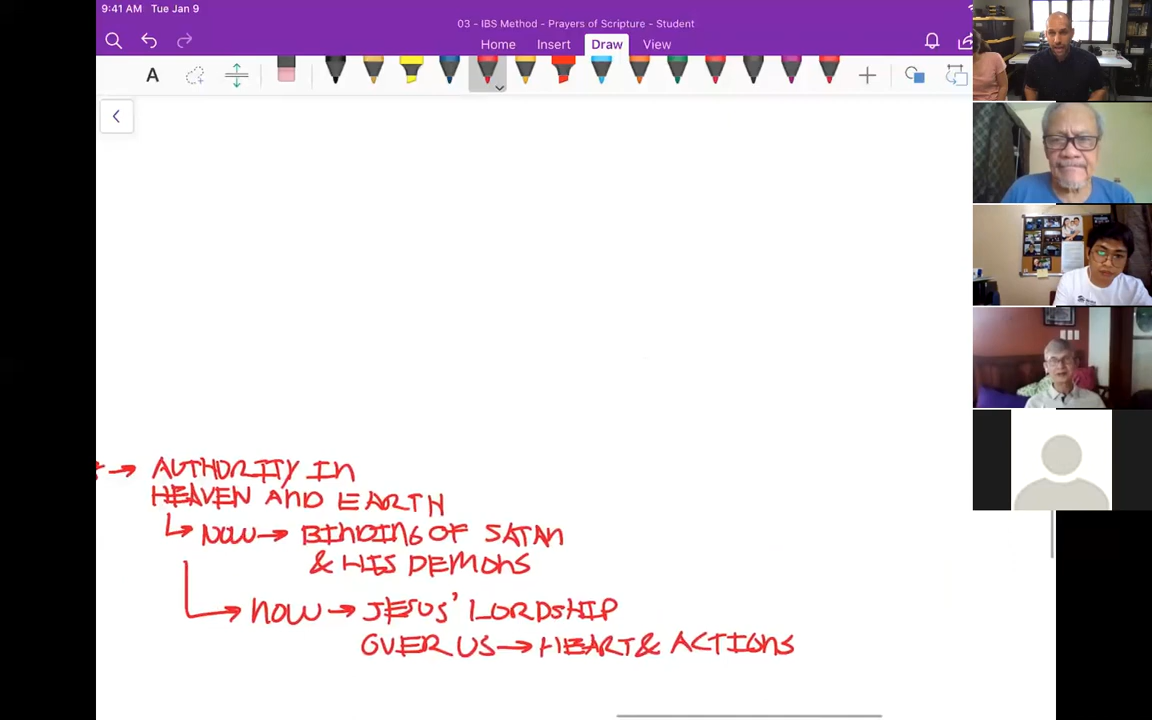 9:41 AM Tue Jan 9
03 - IBS Method - Prayers of Scripture - Student
Home Insert Draw View
A
→ AUTHORITY IN
HEAVEN AND EARTH
↳ NOW → BINDING OF SATAN
& HIS DEMONS
↳ NOW → JESUS' LORDSHIP
OVER US → HEART & ACTIONS